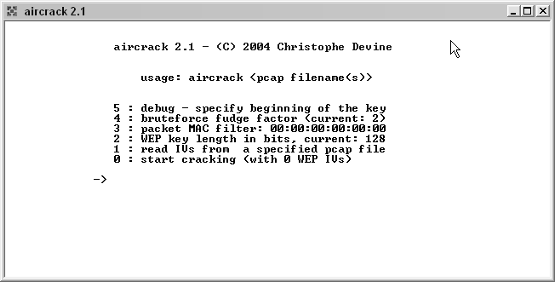 aircrack 2.1
aircrack 2.1 - (C) 2004 Christophe Devine
usage: aircrack <pcap filename(s)>
5 : debug - specify beginning of the key
4 : bruteforce fudge factor (current: 2)
3 : packet MAC filter: 00:00:00:00:00:00
2 : WEP key length in bits, current: 128
1 : read IVs from  a specified pcap file
0 : start cracking (with 0 WEP IVs)
->